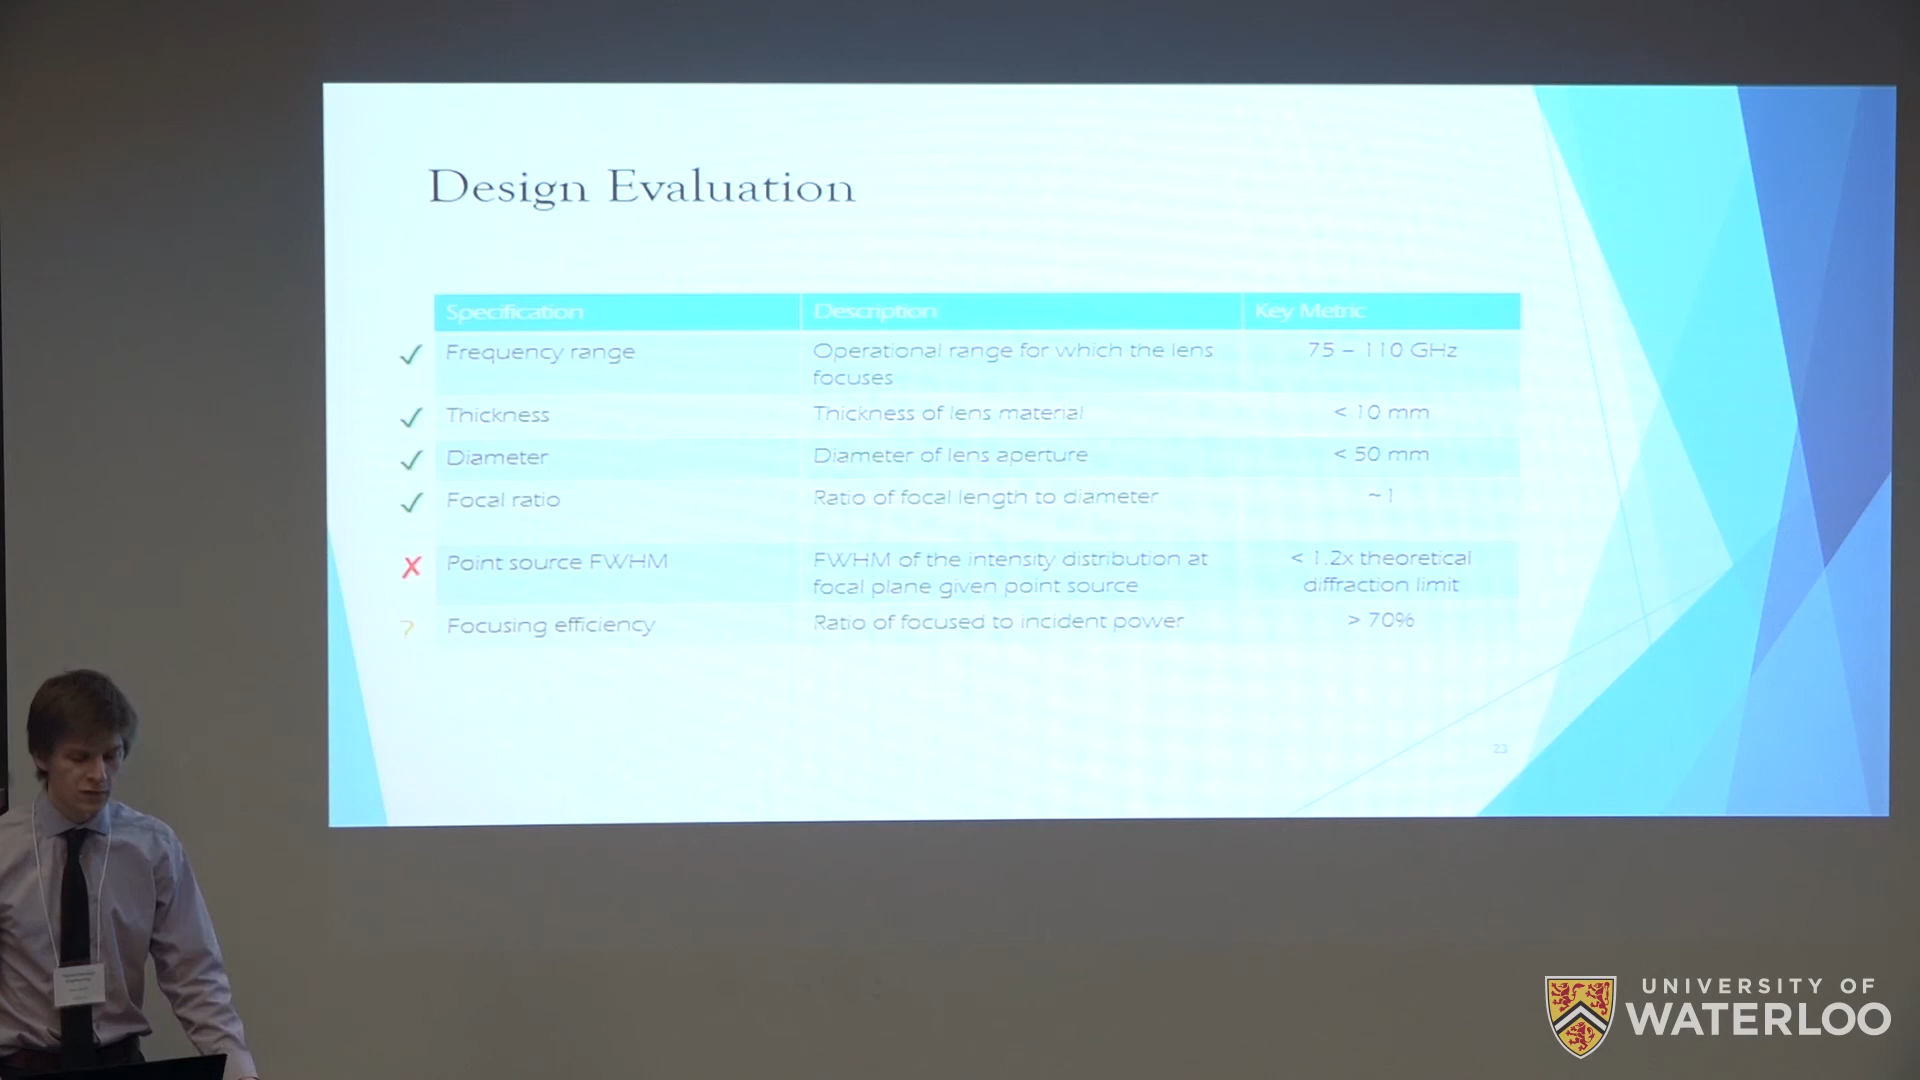 Design Evaluation
Specification Description Key Metric
✓ Frequency range Operational range for which the lens 75 – 110 GHz
focuses
✓ Thickness Thickness of lens material < 10 mm
✓ Diameter Diameter of lens aperture < 50 mm
✓ Focal ratio Ratio of focal length to diameter ~ 1
X Point source FWHM FWHM of the intensity distribution at < 1.2x theoretical
focal plane given point source diffraction limit
? Focusing efficiency Ratio of focused to incident power > 70%
23
UNIVERSITY OF
WATERLOO